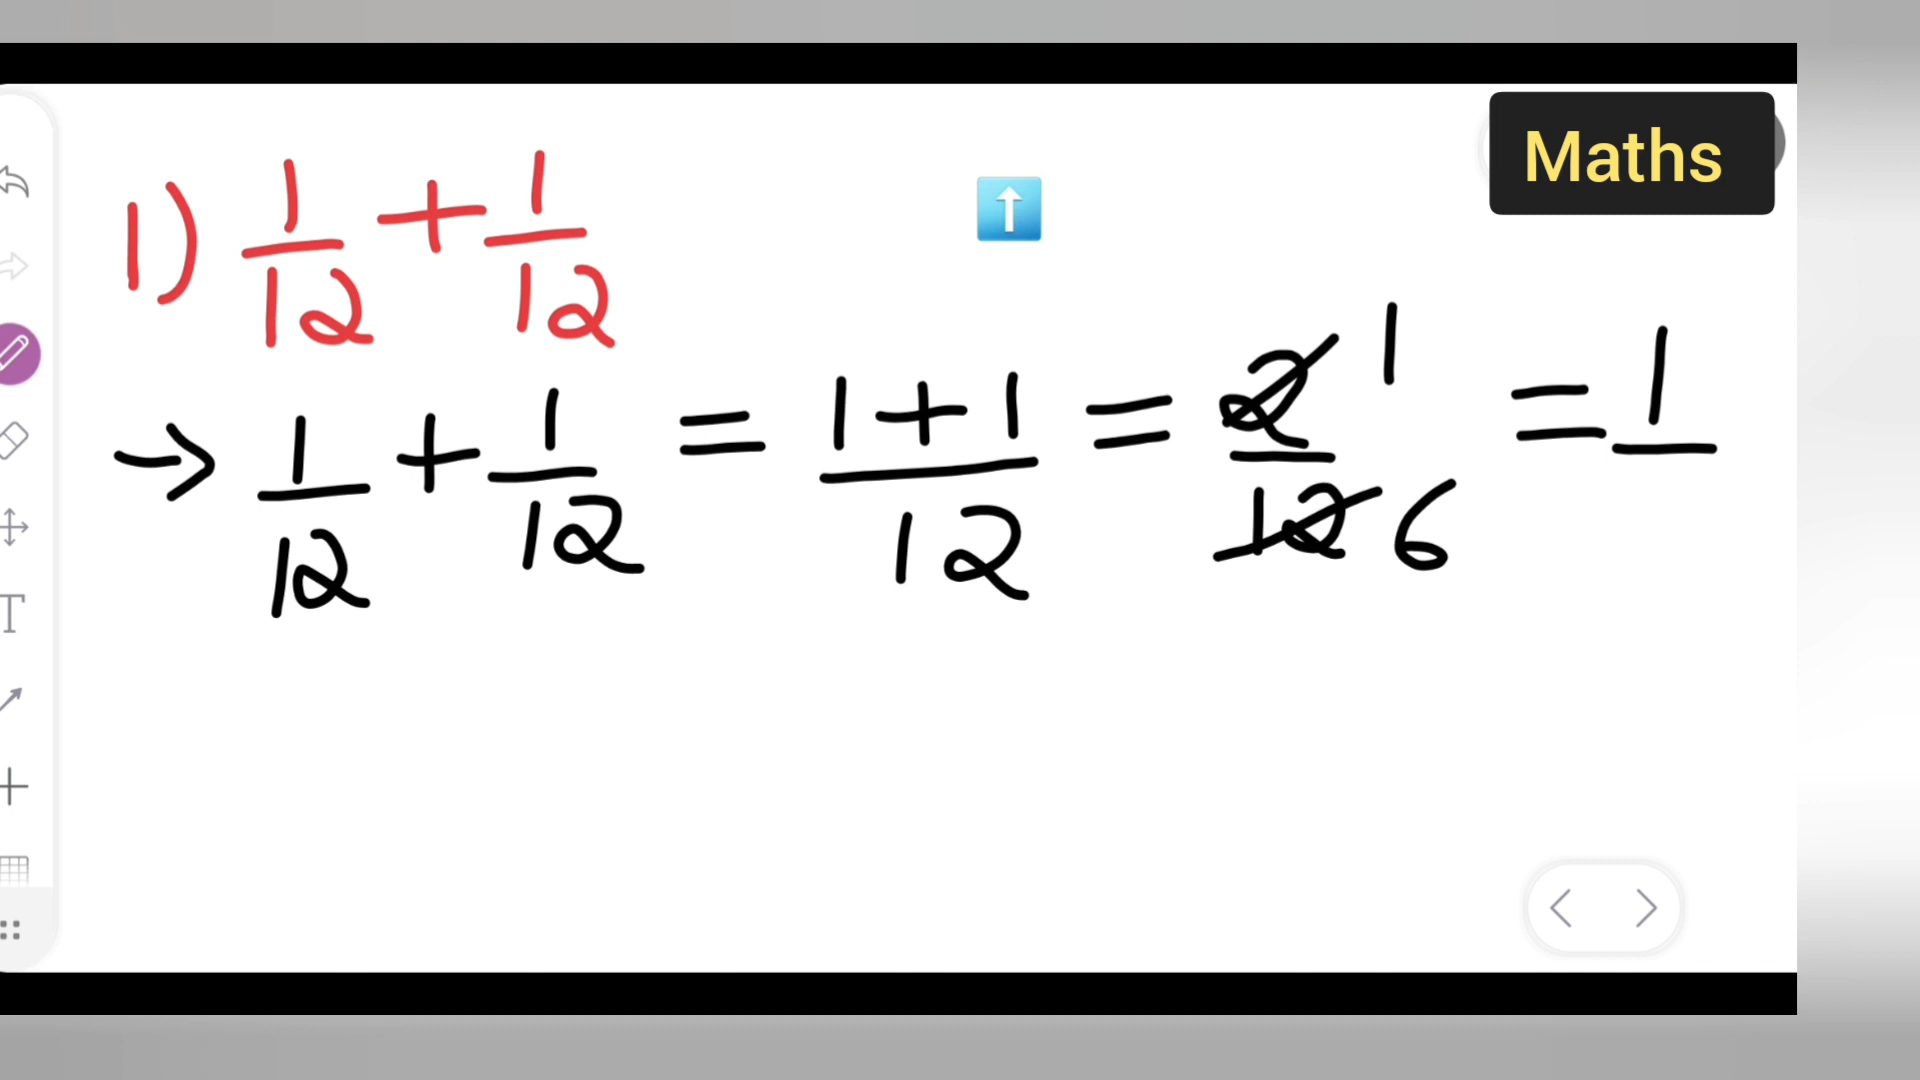 Maths
1) 1/12 + 1/12
→ 1/12 + 1/12 = 1+1/12 = 2 1/12 6 = 1/